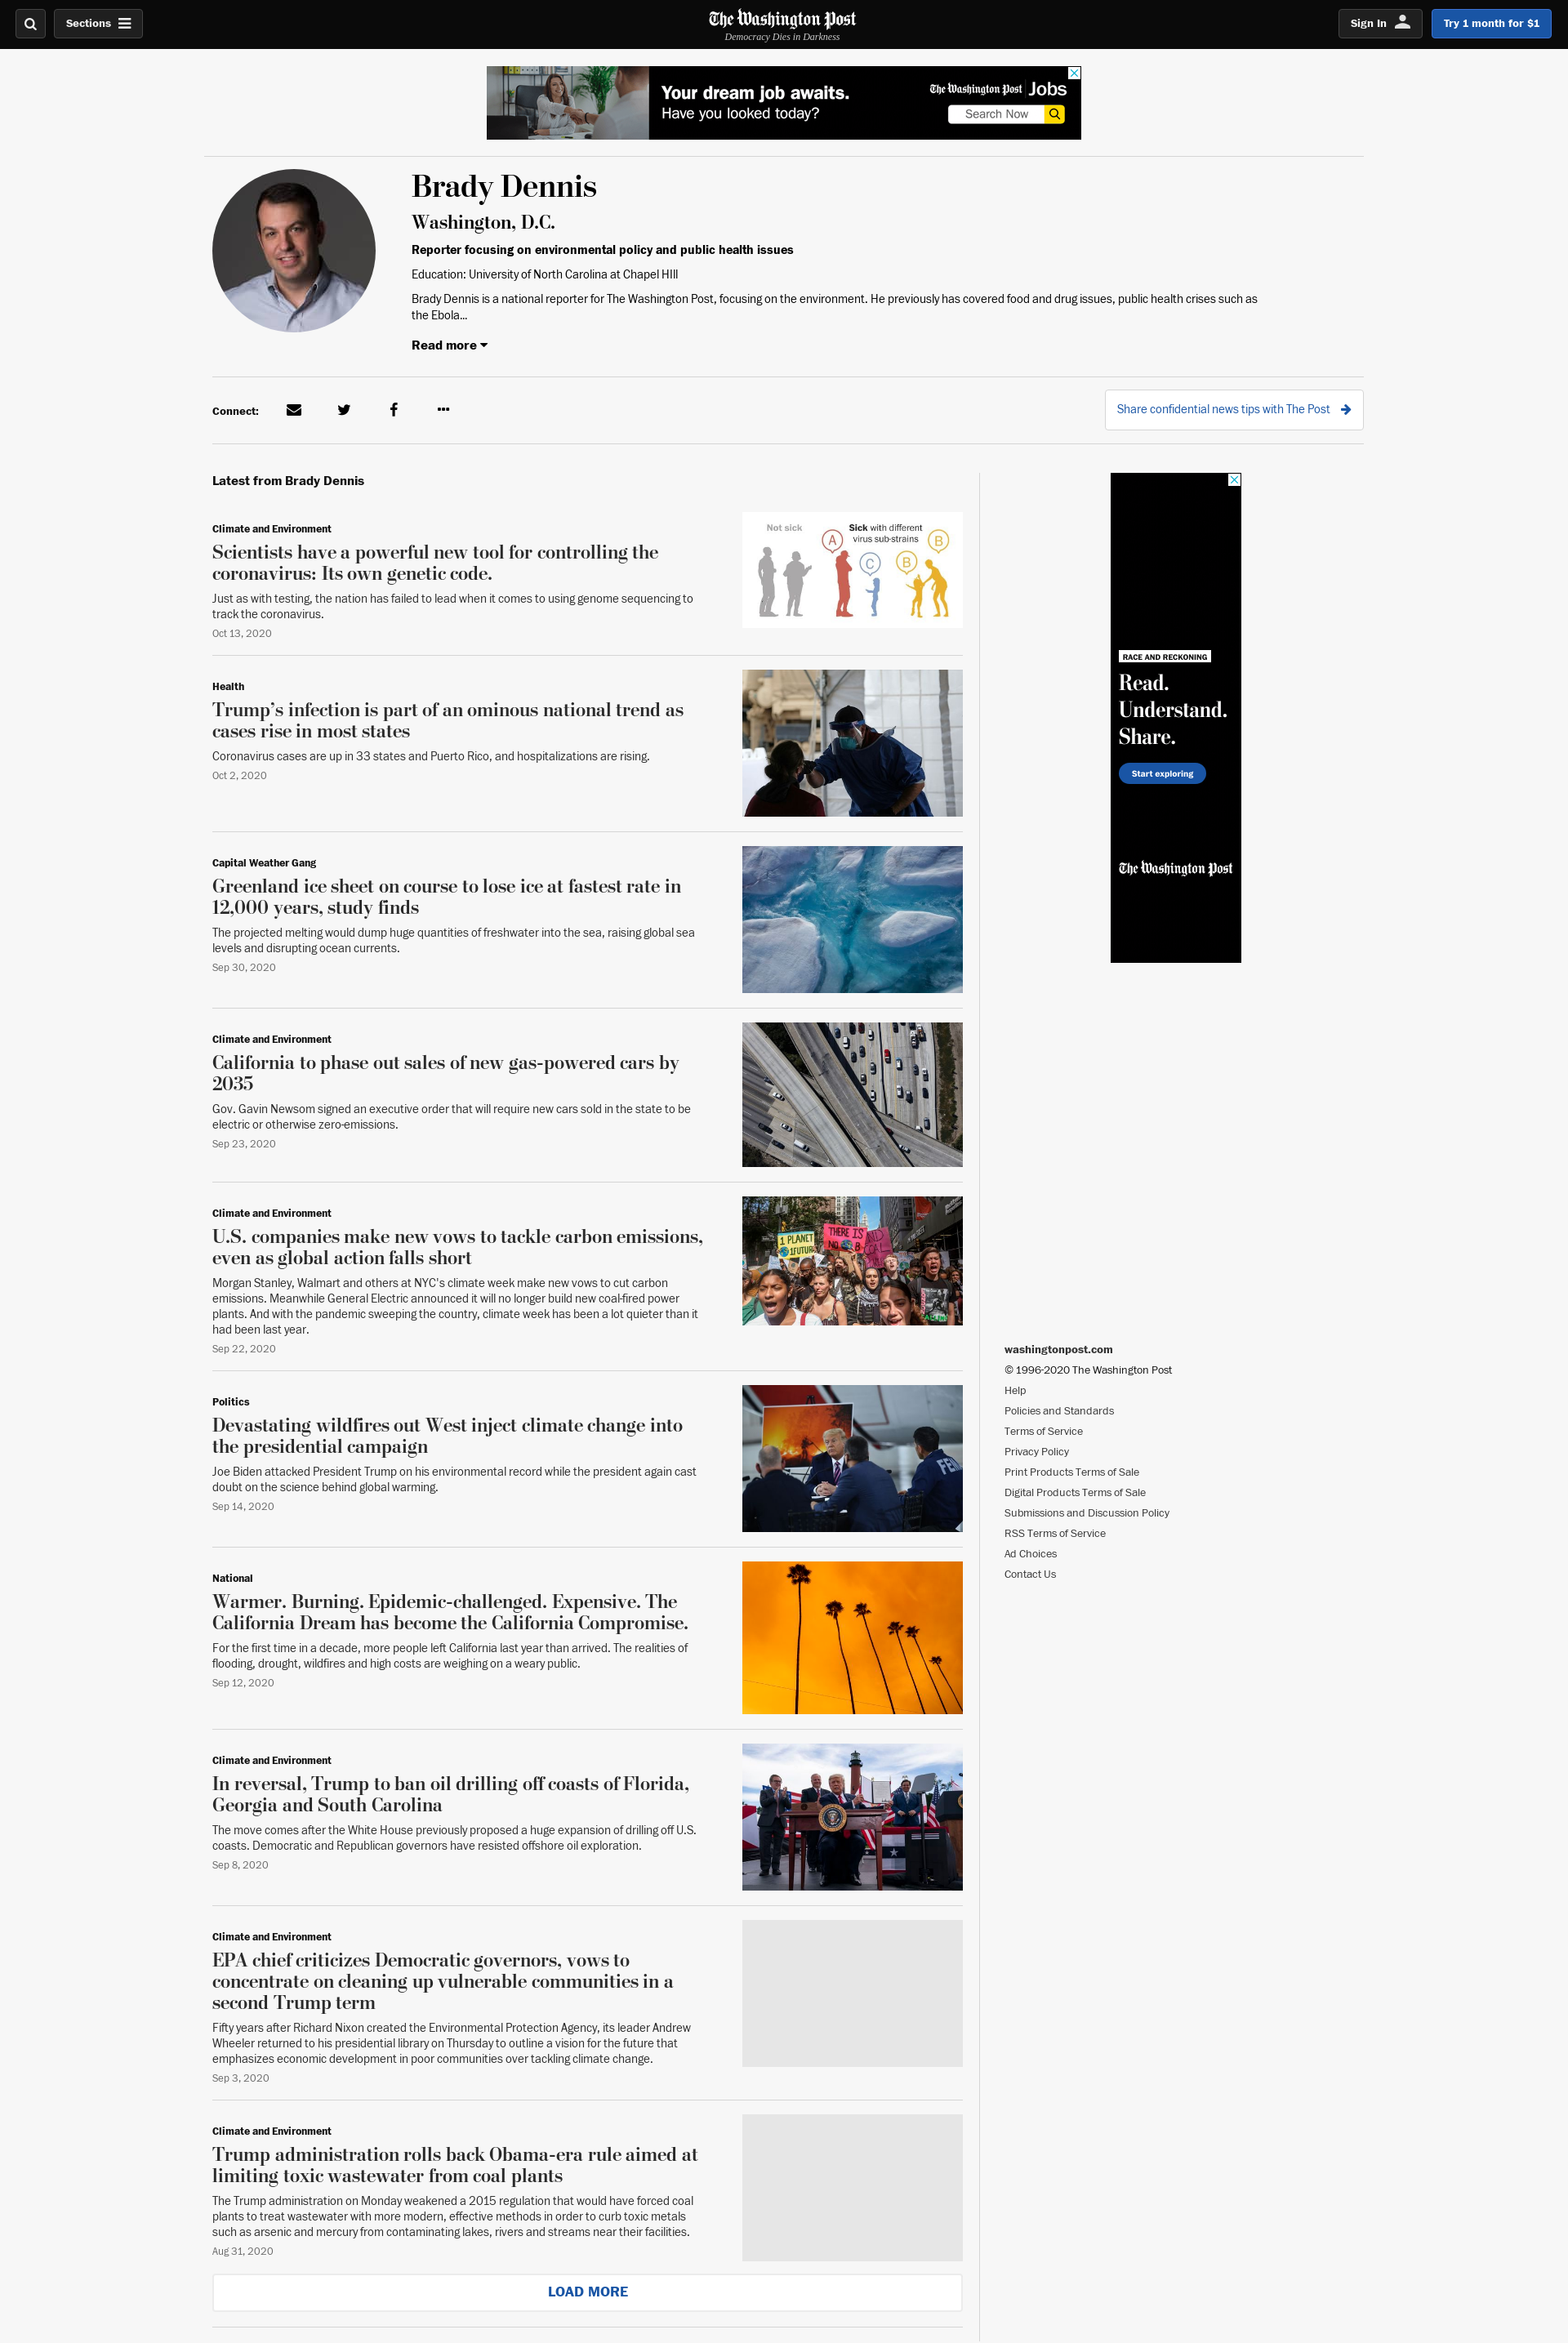 Sections
The Washington Post
Democracy Dies in Darkness
Sign In
Try 1 month for $1
Your dream job awaits.
Have you looked today?
The Washington Post Jobs
Search Now
Brady Dennis
Washington, D.C.
Reporter focusing on environmental policy and public health issues
Education: University of North Carolina at Chapel HIll
Brady Dennis is a national reporter for The Washington Post, focusing on the environment. He previously has covered food and drug issues, public health crises such as
the Ebola...
Read more
Connect:
Share confidential news tips with The Post
Latest from Brady Dennis
Climate and Environment
Scientists have a powerful new tool for controlling the
coronavirus: Its own genetic code.
Just as with testing, the nation has failed to lead when it comes to using genome sequencing to
track the coronavirus.
Oct 13, 2020
Not sick
Sick with different
virus sub-strains
A
C
B
B
Health
Trump’s infection is part of an ominous national trend as
cases rise in most states
Coronavirus cases are up in 33 states and Puerto Rico, and hospitalizations are rising.
Oct 2, 2020
Capital Weather Gang
Greenland ice sheet on course to lose ice at fastest rate in
12,000 years, study finds
The projected melting would dump huge quantities of freshwater into the sea, raising global sea
levels and disrupting ocean currents.
Sep 30, 2020
Climate and Environment
California to phase out sales of new gas-powered cars by
2035
Gov. Gavin Newsom signed an executive order that will require new cars sold in the state to be
electric or otherwise zero-emissions.
Sep 23, 2020
Climate and Environment
U.S. companies make new vows to tackle carbon emissions,
even as global action falls short
Morgan Stanley, Walmart and others at NYC's climate week make new vows to cut carbon
emissions. Meanwhile General Electric announced it will no longer build new coal-fired power
plants. And with the pandemic sweeping the country, climate week has been a lot quieter than it
had been last year.
Sep 22, 2020
1 PLANET
1 FUTURE
THERE IS
NO B
Politics
Devastating wildfires out West inject climate change into
the presidential campaign
Joe Biden attacked President Trump on his environmental record while the president again cast
doubt on the science behind global warming.
Sep 14, 2020
National
Warmer. Burning. Epidemic-challenged. Expensive. The
California Dream has become the California Compromise.
For the first time in a decade, more people left California last year than arrived. The realities of
flooding, drought, wildfires and high costs are weighing on a weary public.
Sep 12, 2020
Climate and Environment
In reversal, Trump to ban oil drilling off coasts of Florida,
Georgia and South Carolina
The move comes after the White House previously proposed a huge expansion of drilling off U.S.
coasts. Democratic and Republican governors have resisted offshore oil exploration.
Sep 8, 2020
Climate and Environment
EPA chief criticizes Democratic governors, vows to
concentrate on cleaning up vulnerable communities in a
second Trump term
Fifty years after Richard Nixon created the Environmental Protection Agency, its leader Andrew
Wheeler returned to his presidential library on Thursday to outline a vision for the future that
emphasizes economic development in poor communities over tackling climate change.
Sep 3, 2020
Climate and Environment
Trump administration rolls back Obama-era rule aimed at
limiting toxic wastewater from coal plants
The Trump administration on Monday weakened a 2015 regulation that would have forced coal
plants to treat wastewater with more modern, effective methods in order to curb toxic metals
such as arsenic and mercury from contaminating lakes, rivers and streams near their facilities.
Aug 31, 2020
LOAD MORE
RACE AND RECKONING
Read.
Understand.
Share.
Start exploring
The Washington Post
washingtonpost.com
© 1996-2020 The Washington Post
Help
Policies and Standards
Terms of Service
Privacy Policy
Print Products Terms of Sale
Digital Products Terms of Sale
Submissions and Discussion Policy
RSS Terms of Service
Ad Choices
Contact Us